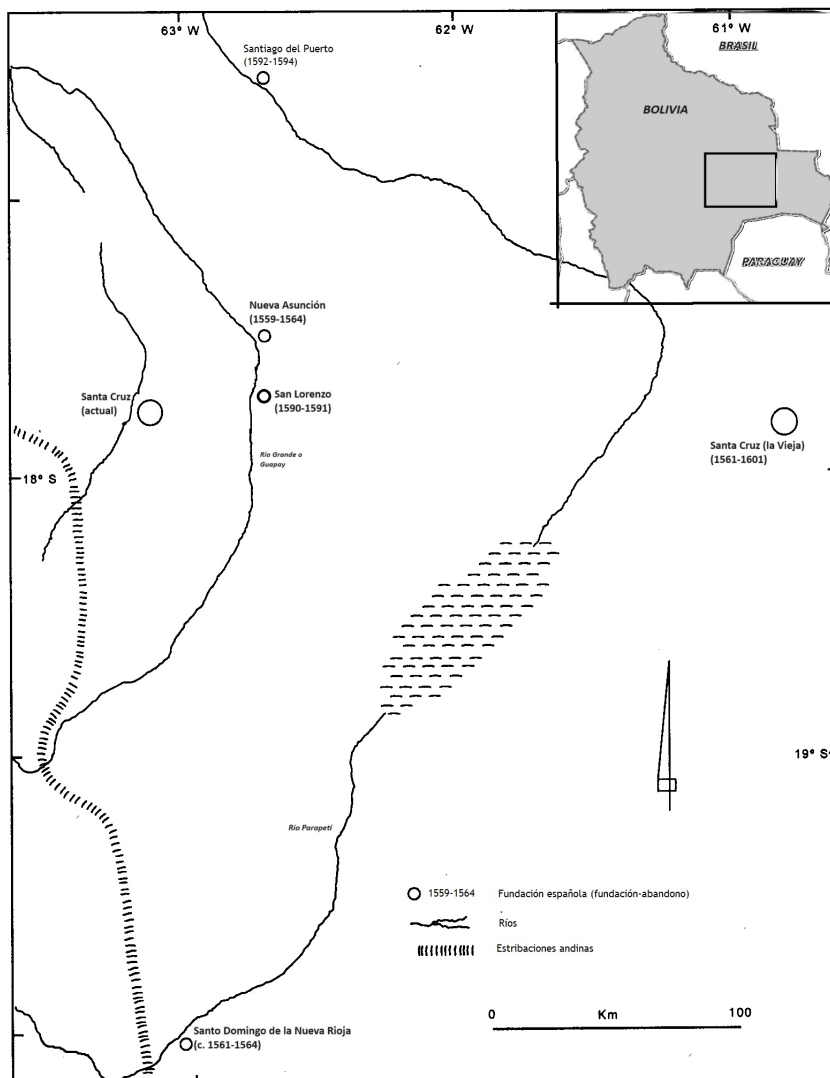 63° W
62° W
61° W
Santiago del Puerto
(1592-1594)
BRASIL
BOLIVIA
PARAGUAY
Nueva Asunción
(1559-1564)
Santa Cruz
(actual)
San Lorenzo
(1590-1591)
Río Grande o
Guapay
Santa Cruz (la Vieja)
(1561-1601)
18° S
19° S
Río Parapetí
1559-1564 Fundación española (fundación-abandono)
Ríos
Estribaciones andinas
0 Km 100
Santo Domingo de la Nueva Rioja
(c. 1561-1564)